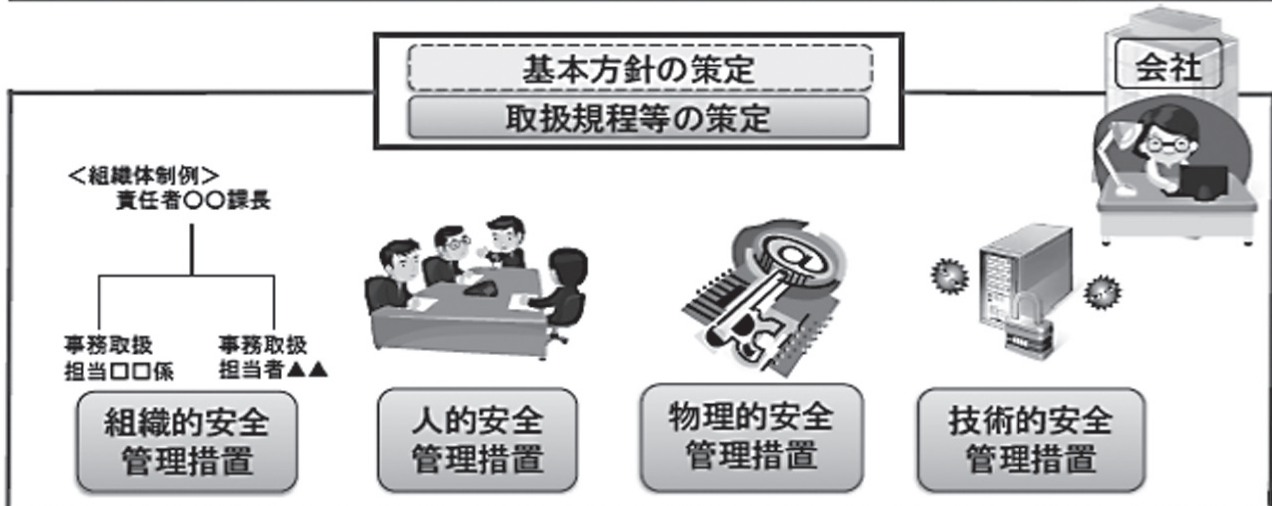 基本方針の策定
取扱規程等の策定
会社
＜組織体制例＞
責任者〇〇課長
事務取扱
担当□□係
事務取扱
担当者▲▲
@
組織的安全
管理措置
人的安全
管理措置
物理的安全
管理措置
技術的安全
管理措置